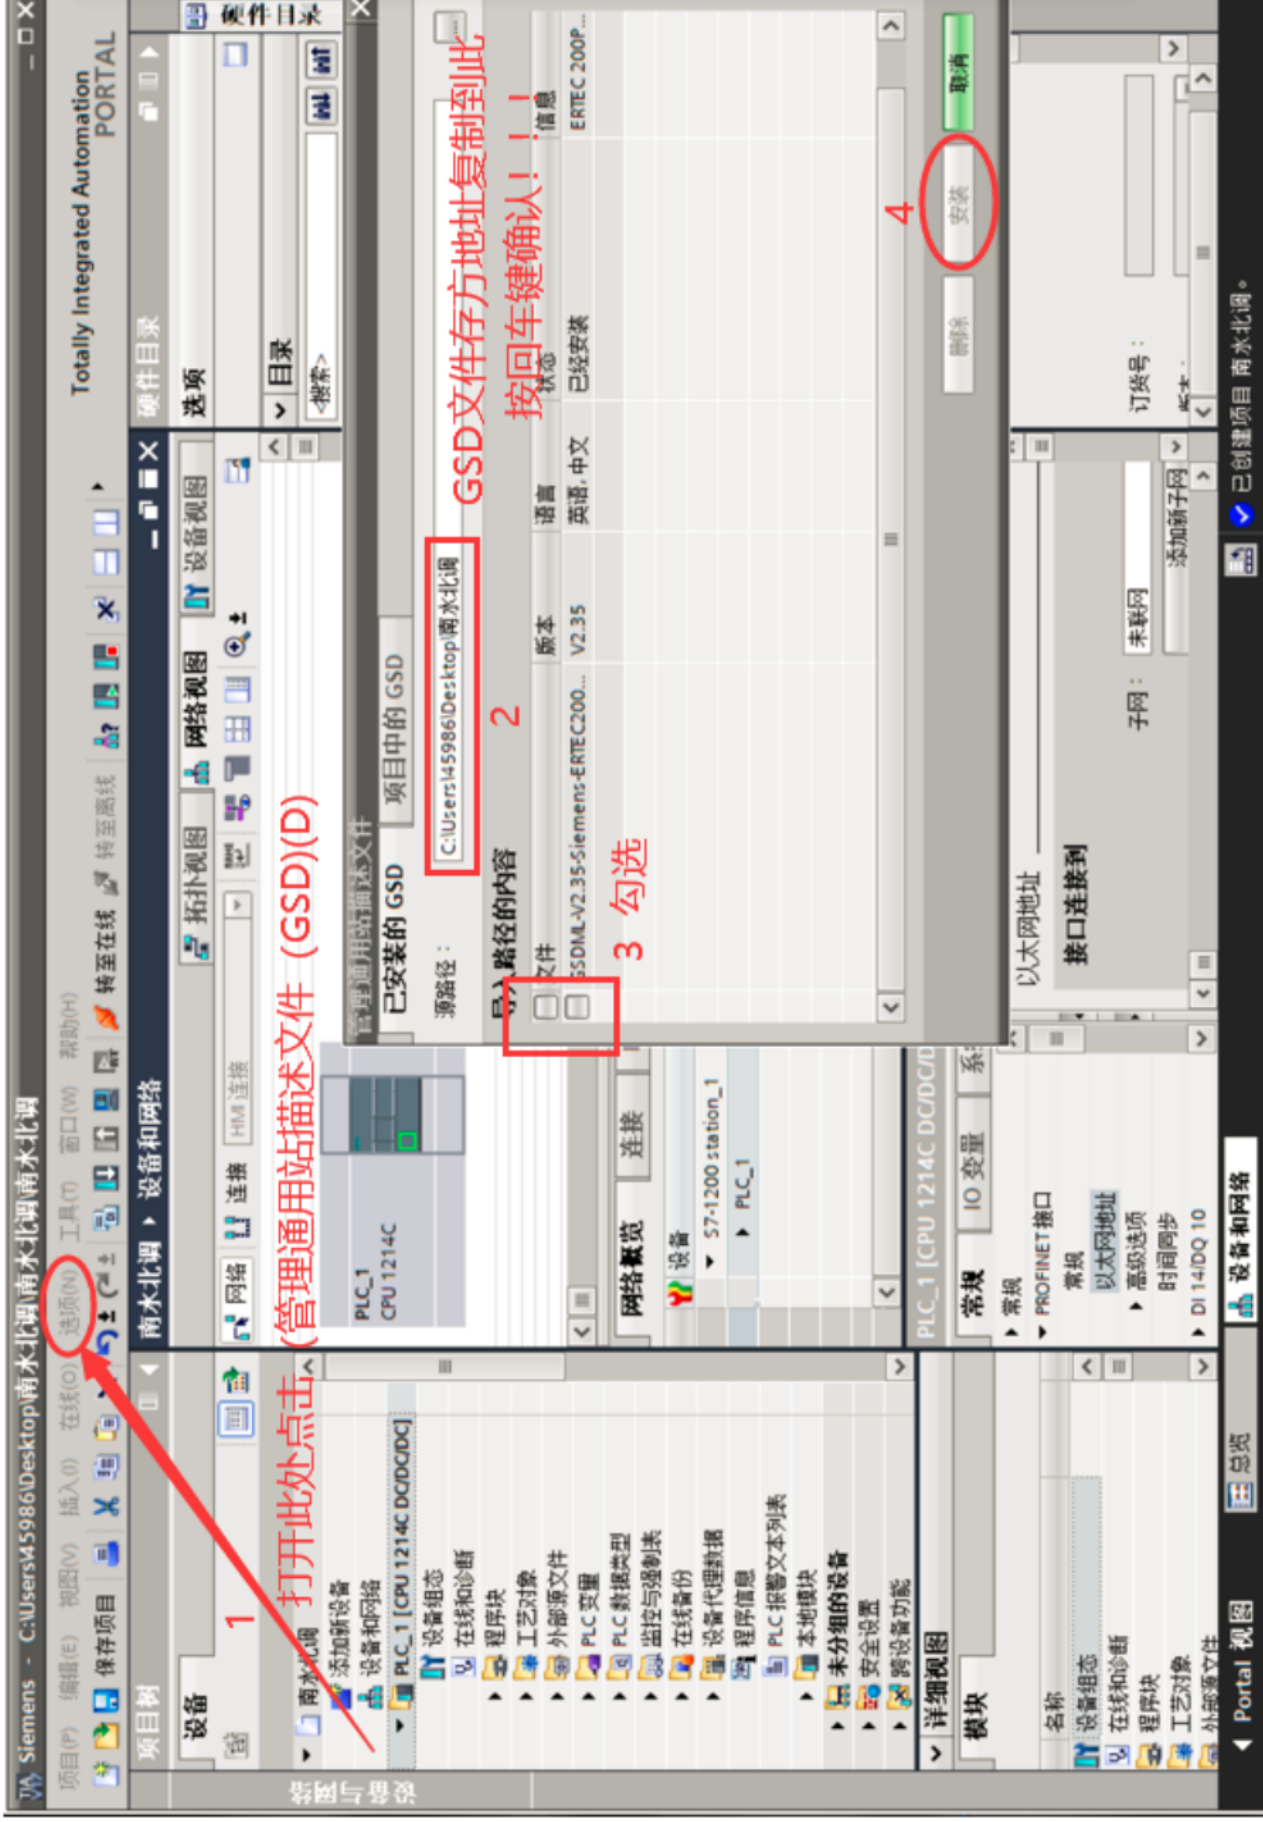 Siemens - C:\Users\45986\Desktop\南水北调\南水北调\南水北调
项目(P) 编辑(E) 视图(V) 插入(I) 在线(O) 选项(N) 工具(T) 窗口(W) 帮助(H)
Totally Integrated Automation
PORTAL
保存项目
转至在线
转至离线
项目树
南水北调 ▸ 设备和网络
硬件目录
设备
拓扑视图
网络视图
设备视图
选项
网络
连接
HMI 连接
1
打开此处点击
(管理通用站描述文件 (GSD)(D)
目录
<搜索>
硬件目录
设备与网络
南水北调
添加新设备
设备和网络
PLC_1 [CPU 1214C DC/DC/DC]
设备组态
在线和诊断
程序块
工艺对象
外部源文件
PLC 变量
PLC 数据类型
监控与强制表
在线备份
设备代理数据
程序信息
PLC 报警文本列表
本地模块
未分组的设备
安全设置
跨设备功能
PLC_1
CPU 1214C
管理通用站描述文件
已安装的 GSD
项目中的 GSD
源路径：
C:\Users\45986\Desktop\南水北调
GSD文件存方地址复制到此
按回车键确认！！！
2
导入路径的内容
文件 版本 语言 状态 信息
GSDML-V2.35-Siemens-ERTEC200... V2.35 英语, 中文 已经安装 ERTEC 200P...
3 勾选
4
删除
安装
取消
网络概览
连接
设备
S7-1200 station_1
PLC_1
PLC_1 [CPU 1214C DC/DC/D
常规
IO 变量
系
常规
PROFINET接口
常规
以太网地址
高级选项
时间同步
DI 14/DQ 10
以太网地址
接口连接到
子网：
未联网
添加新子网
订货号：
版本：
详细视图
模块
名称
设备组态
在线和诊断
程序块
工艺对象
外部源文件
Portal 视图
总览
设备和网络
已创建项目 南水北调。